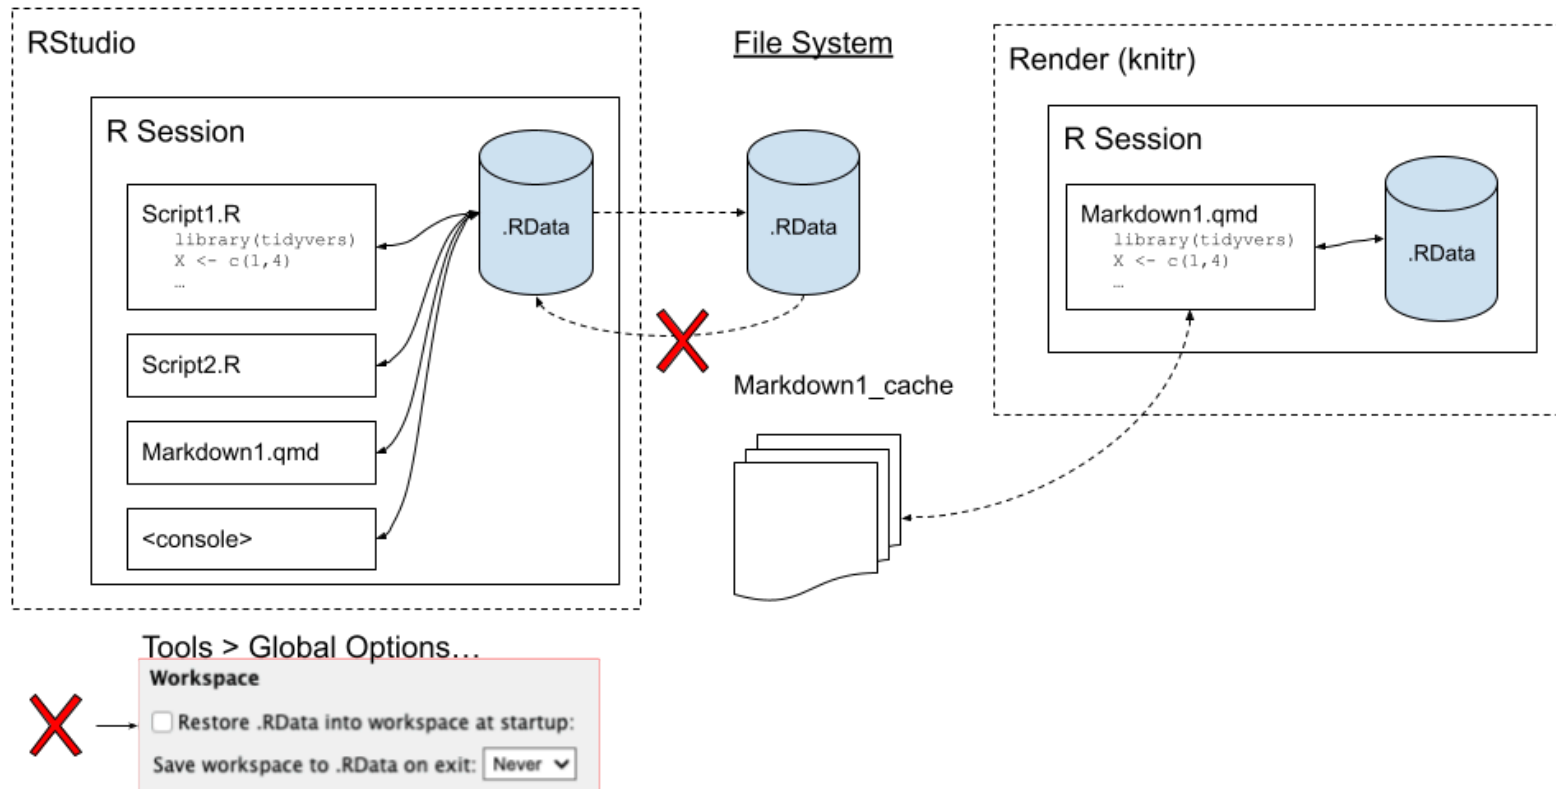 RStudio
R Session
Script1.R
library(tidyvers)
X <- c(1,4)
…
Script2.R
Markdown1.qmd
<console>
.RData
File System
.RData
Markdown1_cache
Render (knitr)
R Session
Markdown1.qmd
library(tidyvers)
X <- c(1,4)
…
.RData
Tools > Global Options…
Workspace
Restore .RData into workspace at startup:
Save workspace to .RData on exit: Never